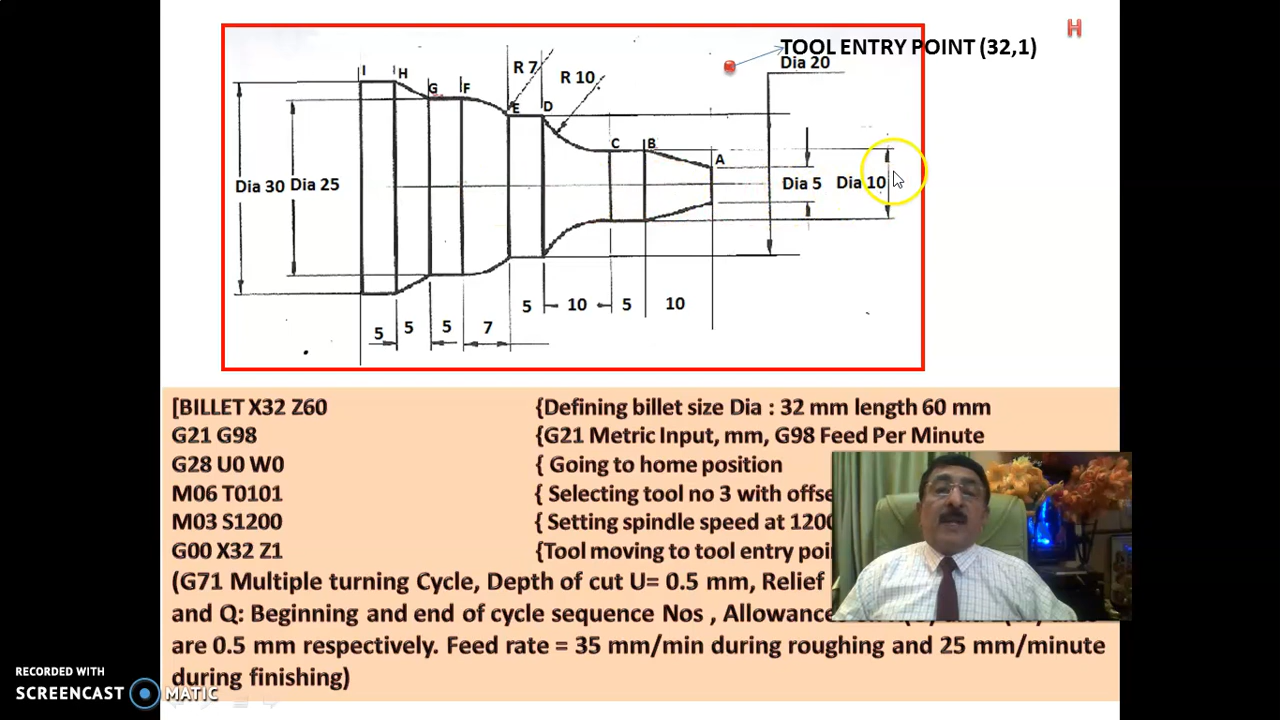 H
TOOL ENTRY POINT (32,1)
Dia 20
I H G F R 7 E D R 10 C B A
Dia 30 Dia 25 Dia 5 Dia 10
5 5 5 7 5 10 5 10
[BILLET X32 Z60 {Defining billet size Dia : 32 mm length 60 mm
G21 G98 {G21 Metric Input, mm, G98 Feed Per Minute
G28 U0 W0 { Going to home position
M06 T0101 { Selecting tool no 3 with offse
M03 S1200 { Setting spindle speed at 1200
G00 X32 Z1 {Tool moving to tool entry poi
(G71 Multiple turning Cycle, Depth of cut U= 0.5 mm, Relief
and Q: Beginning and end of cycle sequence Nos , Allowance
are 0.5 mm respectively. Feed rate = 35 mm/min during roughing and 25 mm/minute
during finishing)
RECORDED WITH
SCREENCAST MATIC